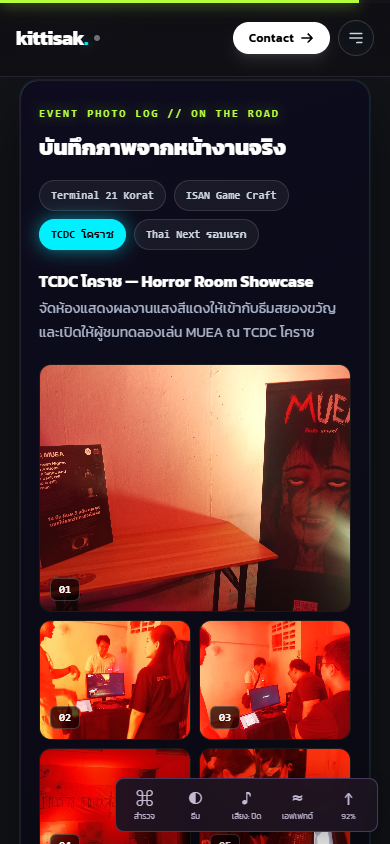 kittisak.
Contact →
EVENT PHOTO LOG // ON THE ROAD
บันทึกภาพจากหน้างานจริง
Terminal 21 Korat
ISAN Game Craft
TCDC โคราช
Thai Next รอบแรก
TCDC โคราช — Horror Room Showcase
จัดห้องแสดงผลงานแสงสีแดงให้เข้ากับธีมสยองขวัญ
และเปิดให้ผู้ชมทดลองเล่น MUEA ณ TCDC โคราช
MUEA
MUEA
01
02
03
สำรวจ
ธีม
เสียง: ปิด
เอฟเฟกต์
92%